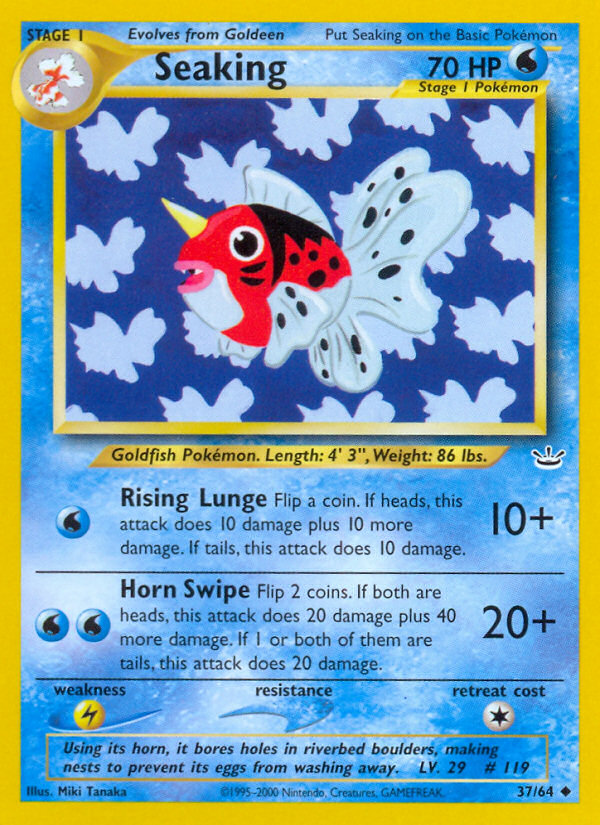 STAGE 1 Evolves from Goldeen Put Seaking on the Basic Pokémon
Seaking 70 HP
Stage 1 Pokémon
Goldfish Pokémon. Length: 4' 3", Weight: 86 lbs.
Rising Lunge Flip a coin. If heads, this
attack does 10 damage plus 10 more
damage. If tails, this attack does 10 damage.
10+
Horn Swipe Flip 2 coins. If both are
heads, this attack does 20 damage plus 40
more damage. If 1 or both of them are
tails, this attack does 20 damage.
20+
weakness resistance retreat cost
Using its horn, it bores holes in riverbed boulders, making
nests to prevent its eggs from washing away. LV. 29 # 119
Illus. Miki Tanaka ©1995-2000 Nintendo, Creatures, GAMEFREAK. 37/64